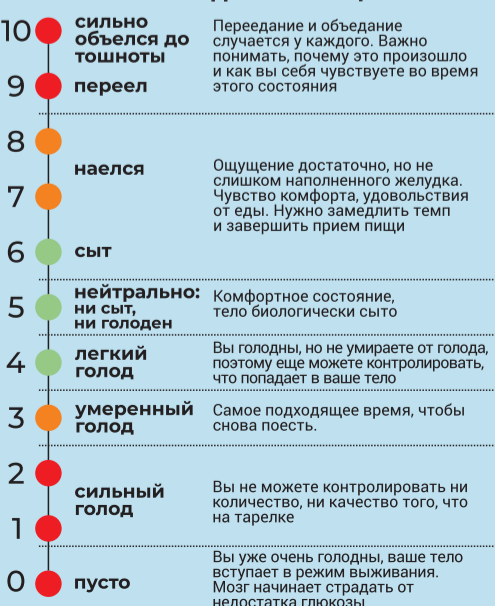 10
сильно
объелся до
тошноты
Переедание и объедание
случается у каждого. Важно
понимать, почему это произошло
и как вы себя чувствуете во время
этого состояния
9
переел
8
наелся
7
Ощущение достаточно, но не
слишком наполненного желудка.
Чувство комфорта, удовольствия
от еды. Нужно замедлить темп
и завершить прием пищи
6
сыт
5
нейтрально:
ни сыт,
ни голоден
Комфортное состояние,
тело биологически сыто
4
легкий
голод
Вы голодны, но не умираете от голода,
поэтому еще можете контролировать,
что попадает в ваше тело
3
умеренный
голод
Самое подходящее время, чтобы
снова поесть.
2
сильный
голод
1
Вы не можете контролировать ни
количество, ни качество того, что
на тарелке
0
пусто
Вы уже очень голодны, ваше тело
вступает в режим выживания.
Мозг начинает страдать от
недостатка глюкозы